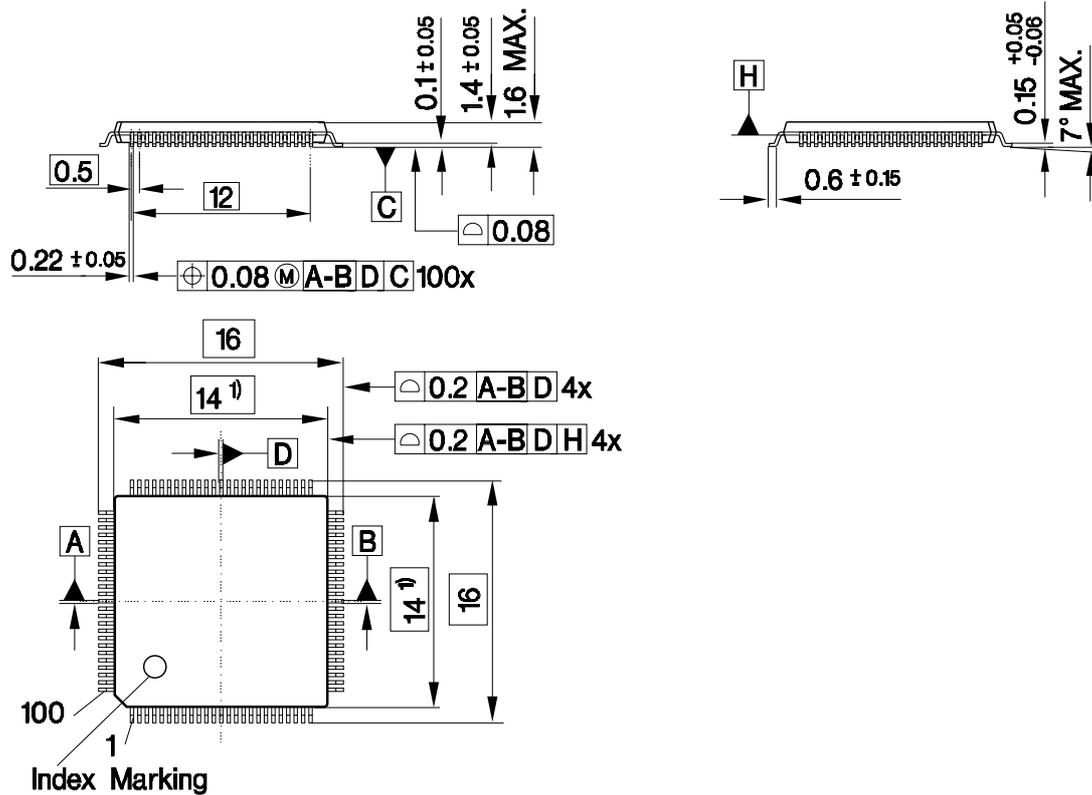 0.1 ± 0.05
1.4 ± 0.05
1.6 MAX.
H
0.15 +0.05 -0.06
7° MAX.
0.5
12
C
0.08
0.6 ± 0.15
0.22 ± 0.05
0.08 Ⓜ A-B D C 100x
16
14 1)
0.2 A-B D 4x
0.2 A-B D H 4x
D
A
B
14 1)
16
100
1
Index Marking